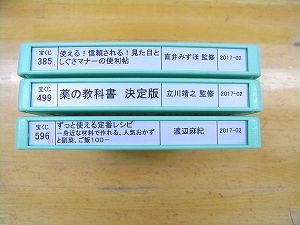 宝くじ
385
使える！信頼される！見た目と
しぐさマナーの便利帖
直井みずほ 監修
2017-02
宝くじ
499
薬の教科書 決定版
立川靖之 監修
2017-02
宝くじ
596
ずっと使える定番レシピ
－身近な材料で作れる、人気おかず
と副菜、ご飯100－
渡辺麻紀
2017-02